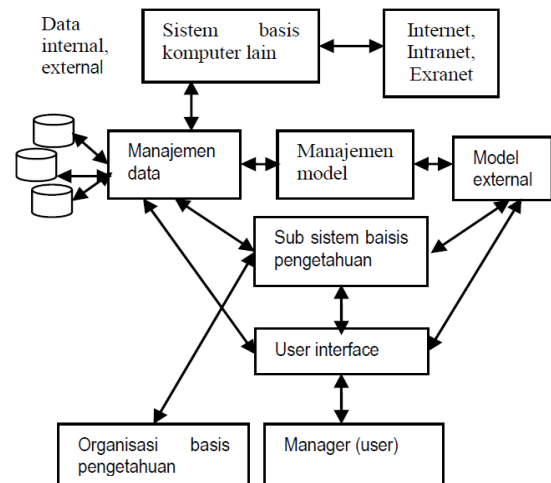 Data
internal,
external
Sistem basis
komputer lain
Internet,
Intranet,
Exranet
Manajemen
data
Manajemen
model
Model
external
Sub sistem baisis
pengetahuan
User interface
Organisasi basis
pengetahuan
Manager (user)